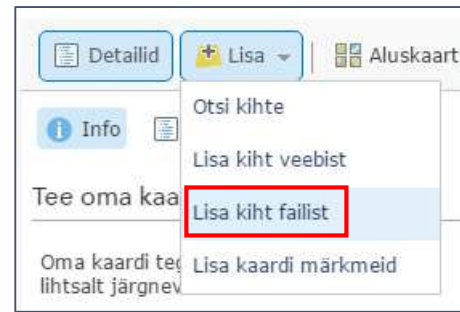 Detailid Lisa Aluskaart
Info
Otsi kihte
Lisa kiht veebist
Tee oma kaa
Lisa kiht failist
Oma kaardi teg
Lisa kaardi märkmeid
lihtsalt järgnev